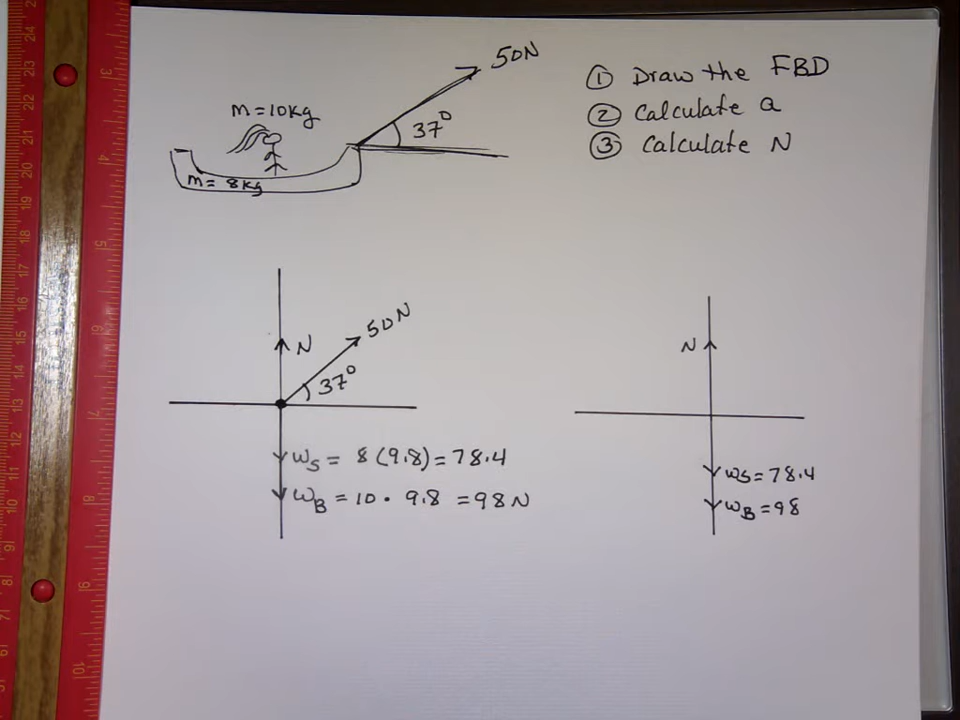 50N
m=10kg
37°
m= 8kg
① Draw the FBD
② Calculate a
③ Calculate N
N
50N
37°
ws = 8(9.8)=78.4
wB = 10 · 9.8 = 98N
N
ws=78.4
wB=98